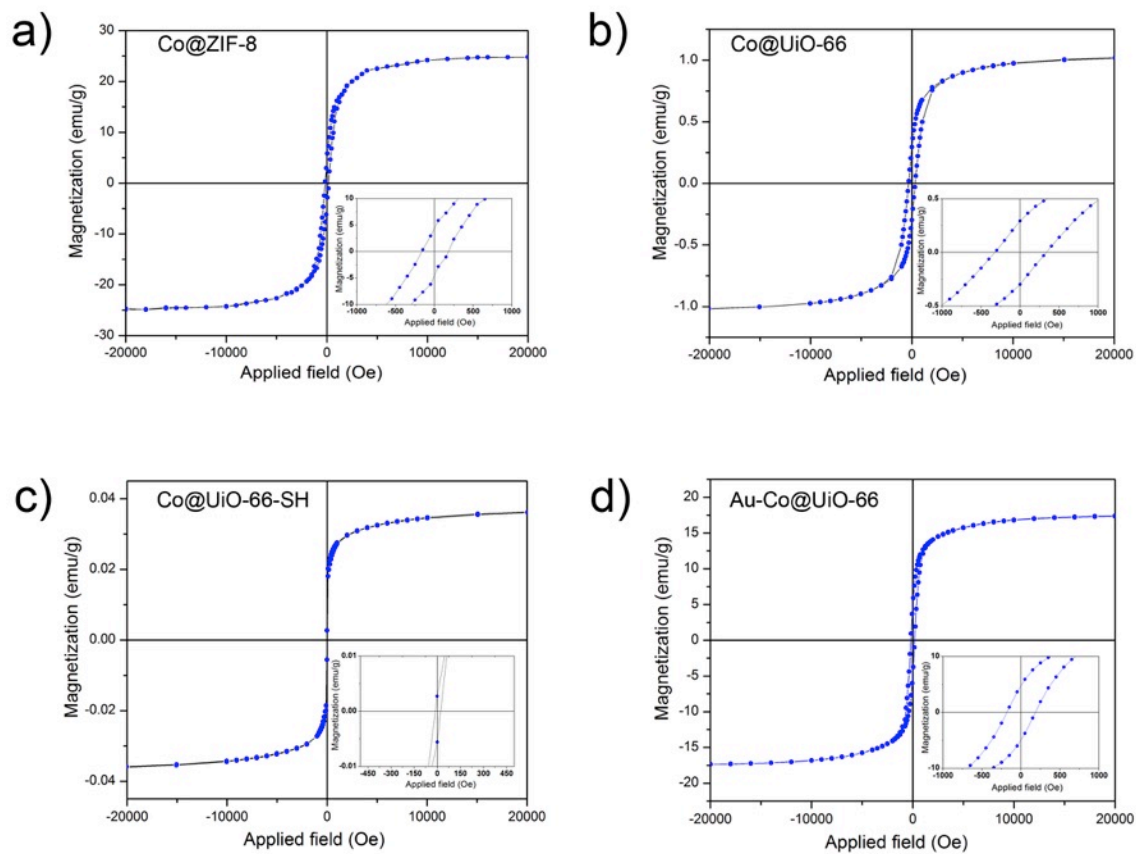 a)
Co@ZIF-8
30
20
10
0
-10
-20
-30
Magnetization (emu/g)
-20000 -10000 0 10000 20000
Applied field (Oe)
10
5
0
-5
-10
Magnetization (emu/g)
-1000 -500 0 500 1000
Applied field (Oe)
b)
Co@UiO-66
1.0
0.5
0.0
-0.5
-1.0
Magnetization (emu/g)
-20000 -10000 0 10000 20000
Applied field (Oe)
0.5
0.0
-0.5
Magnetization (emu/g)
-1000 -500 0 500 1000
Applied field (Oe)
c)
Co@UiO-66-SH
0.04
0.02
0.00
-0.02
-0.04
Magnetization (emu/g)
-20000 -10000 0 10000 20000
Applied field (Oe)
0.01
0.00
-0.01
Magnetization (emu/g)
-450 -300 -150 0 150 300 450
Applied field (Oe)
d)
Au-Co@UiO-66
20
15
10
5
0
-5
-10
-15
-20
Magnetization (emu/g)
-20000 -10000 0 10000 20000
Applied field (Oe)
10
0
-10
Magnetization (emu/g)
-1000 -500 0 500 1000
Applied field (Oe)